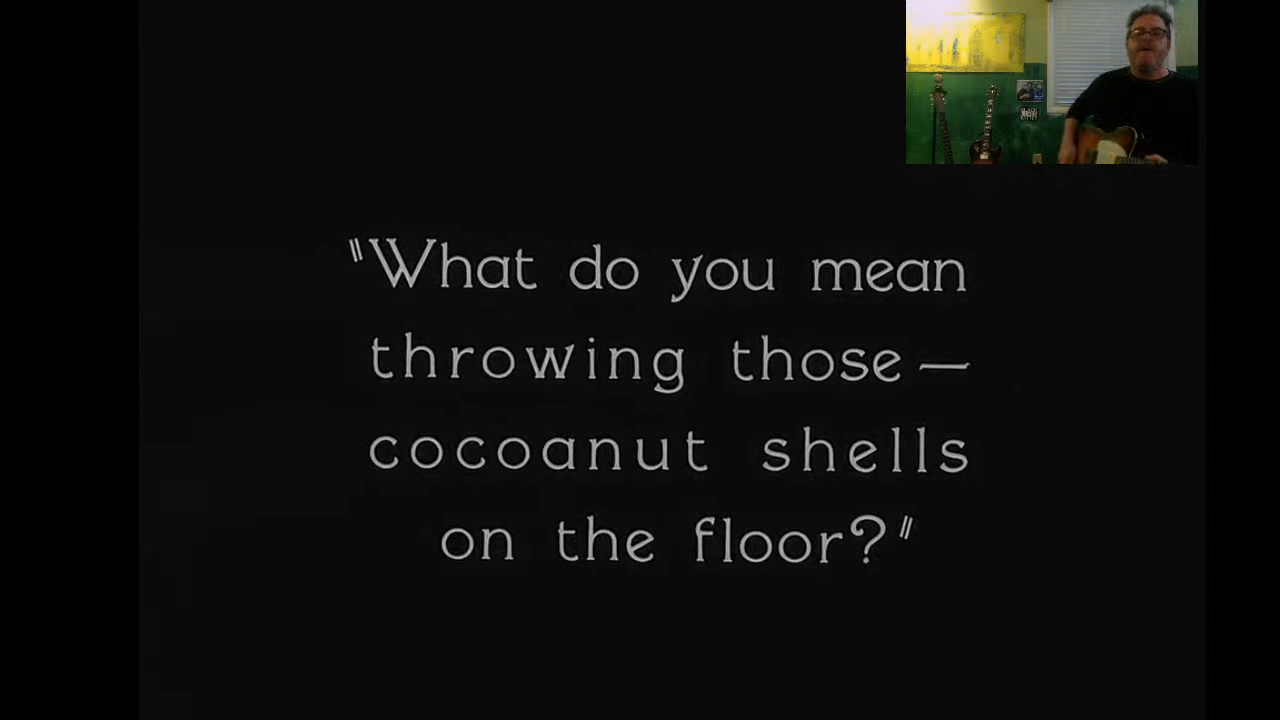 "What do you mean
throwing those —
cocoanut shells
on the floor?"